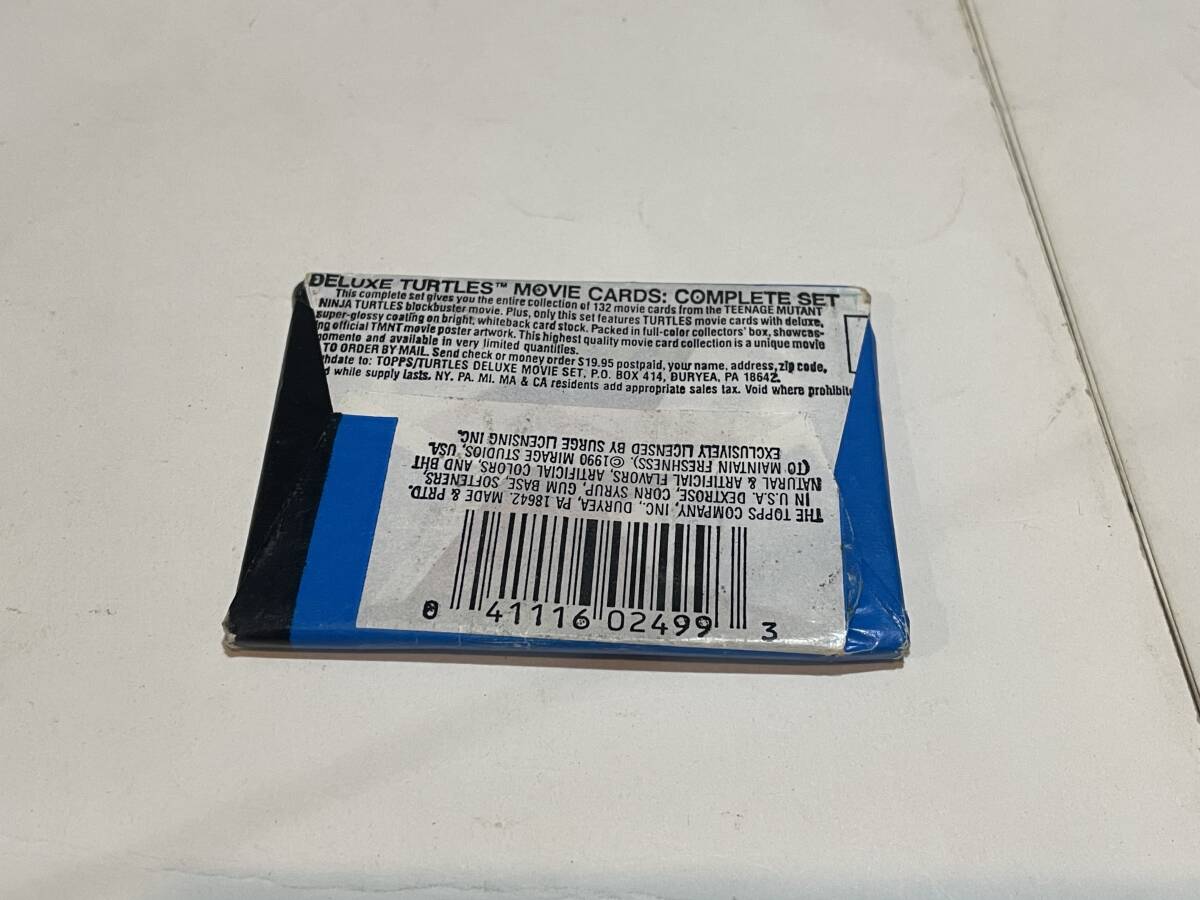 DELUXE TURTLES™ MOVIE CARDS: COMPLETE SET
This complete set gives you the entire collection of 132 movie cards from the TEENAGE MUTANT
NINJA TURTLES blockbuster movie. Plus, only this set features TURTLES movie cards with deluxe,
super-glossy coating on bright, whiteback card stock. Packed in full-color collectors' box, showcas-
ing official TMNT movie poster artwork. This highest quality movie card collection is a unique movie
momento and available in very limited quantities.
TO ORDER BY MAIL. Send check or money order $19.95 postpaid, your name, address, zip code,
thdate to: TOPPS/TURTLES DELUXE MOVIE SET, P.O. BOX 414, DURYEA, PA 18642.
d while supply lasts. NY. PA. MI. MA & CA residents add appropriate sales tax. Void where prohibite
THE TOPPS COMPANY, INC., DURYEA, PA 18642. MADE & PRTD.
IN U.S.A. DEXTROSE, CORN SYRUP, GUM BASE, SOFTENERS,
NATURAL & ARTIFICIAL FLAVORS, ARTIFICIAL COLORS, AND BHT
(TO MAINTAIN FRESHNESS). ©1990 MIRAGE STUDIOS, USA.
EXCLUSIVELY LICENSED BY SURGE LICENSING INC.
0 41116 02499 3